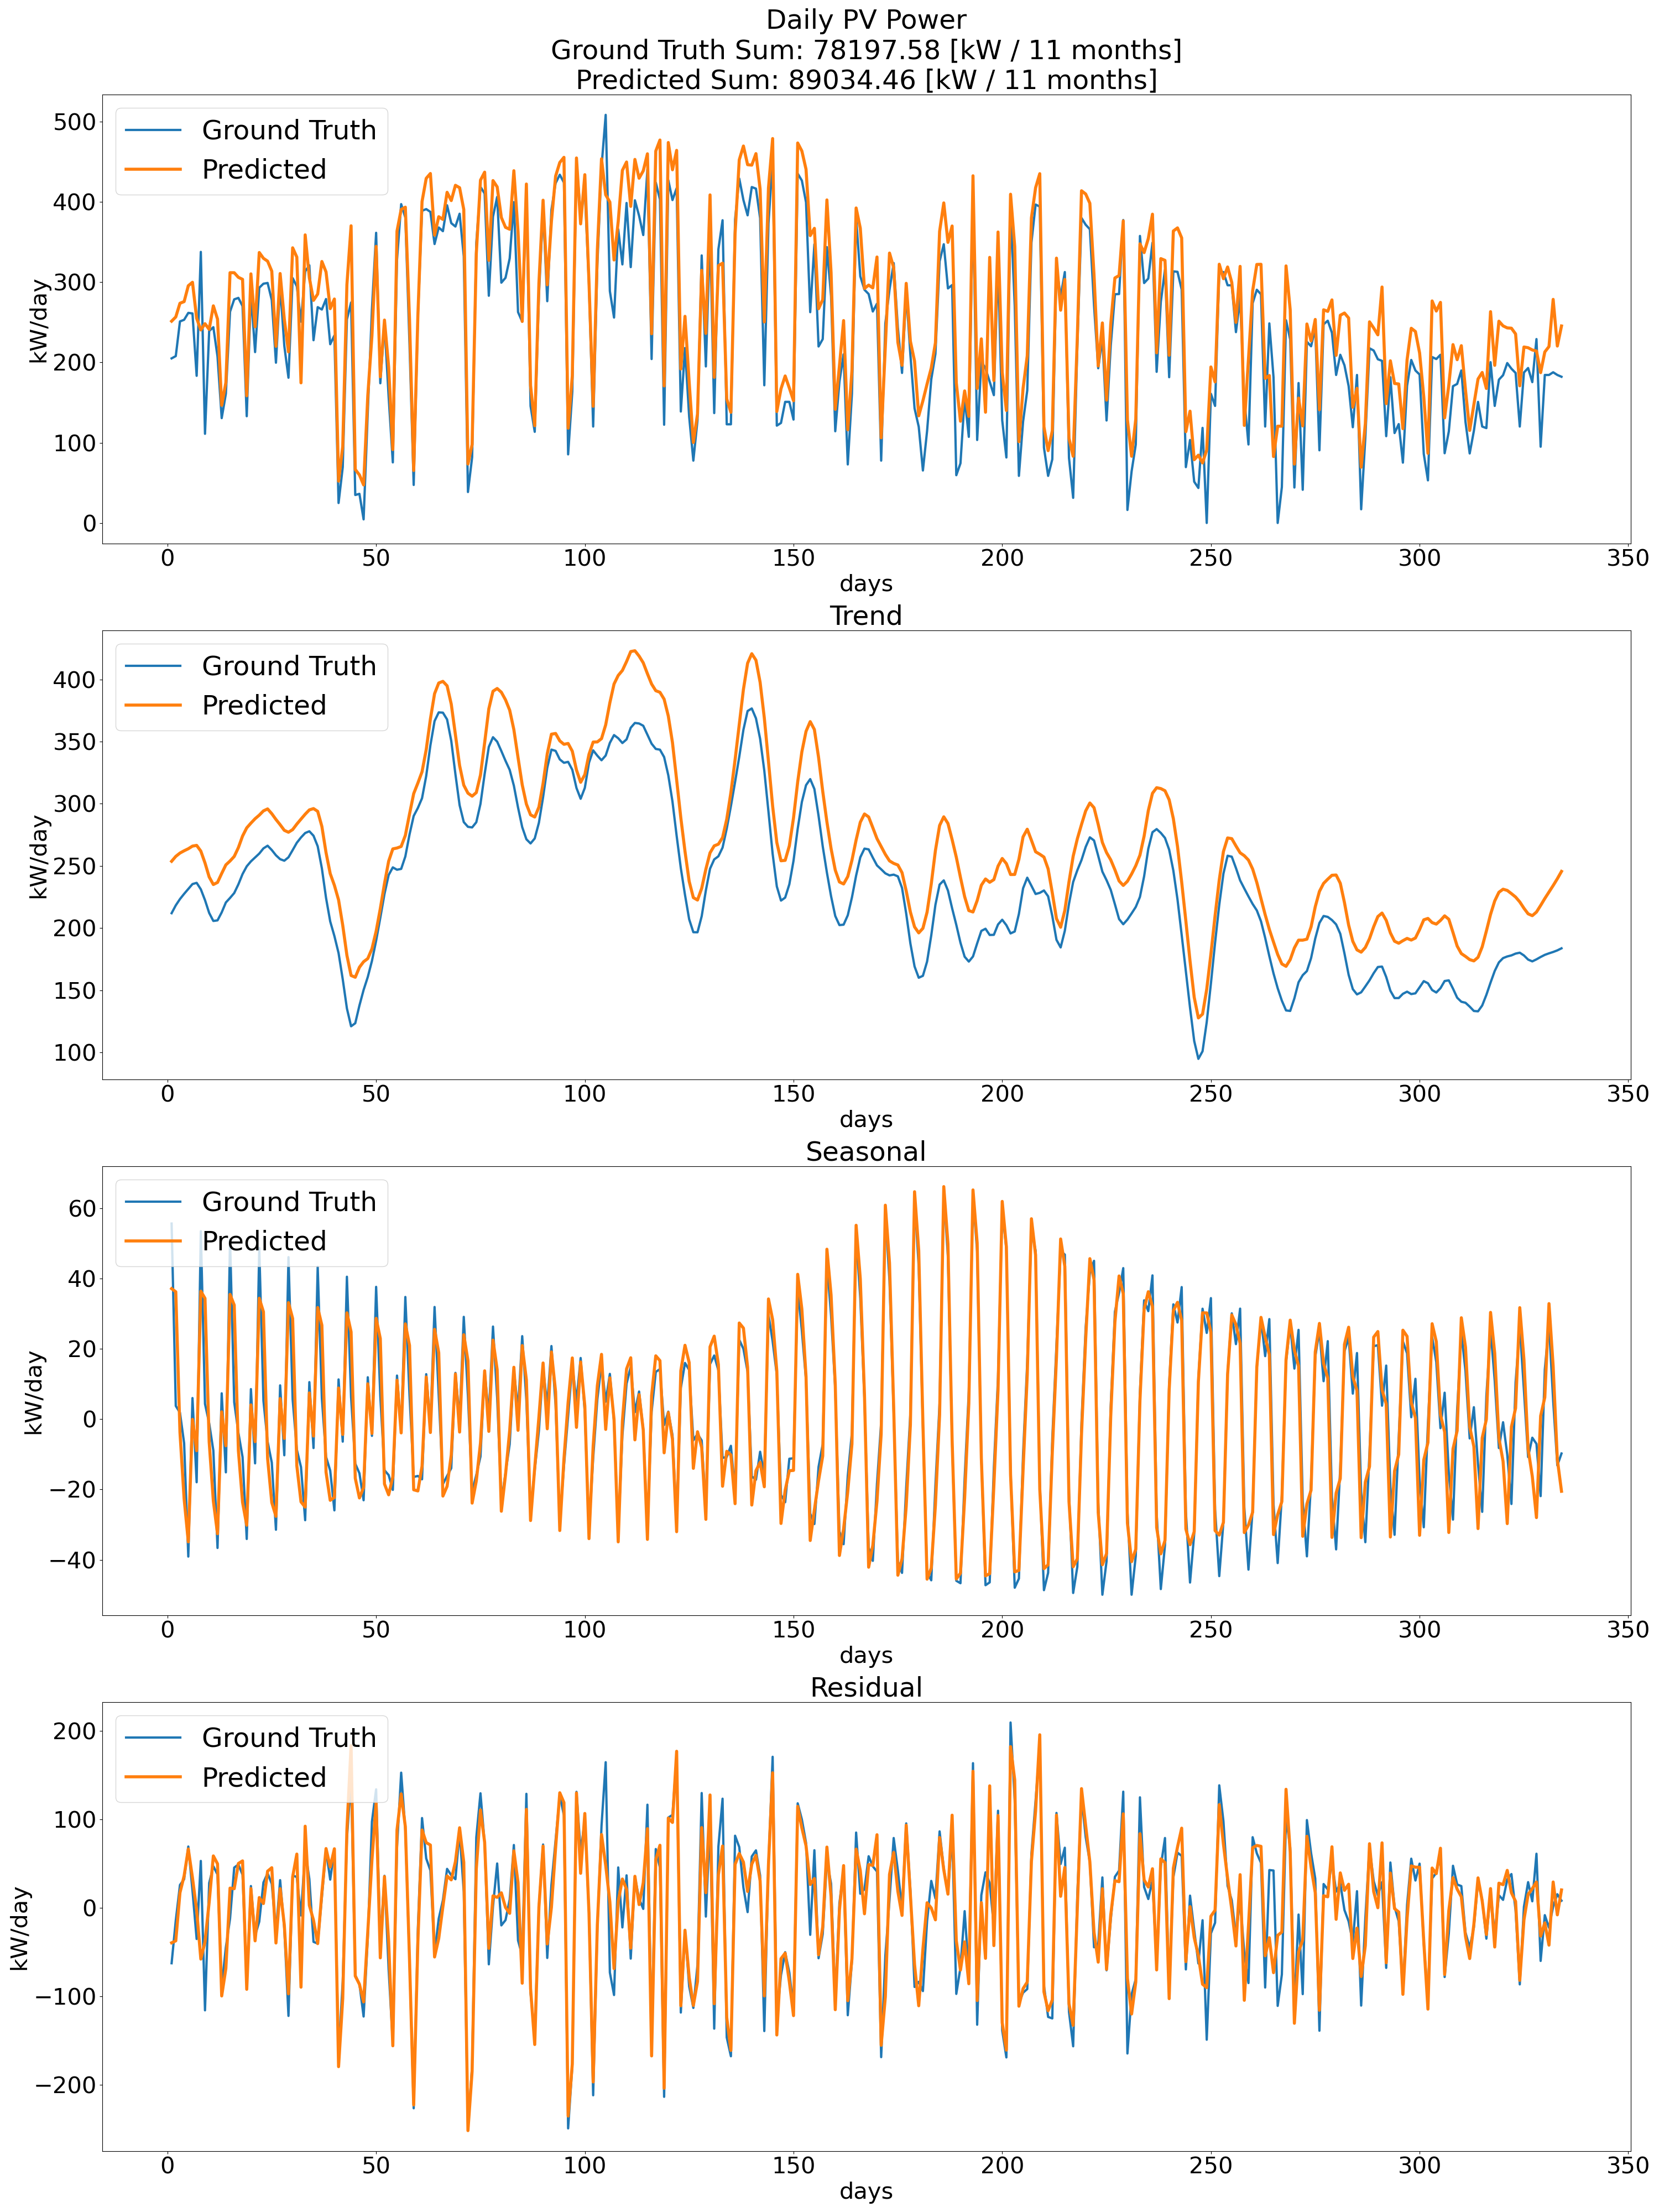 Daily PV Power
Ground Truth Sum: 78197.58 [kW / 11 months]
Predicted Sum: 89034.46 [kW / 11 months]
Ground Truth
Predicted
kW/day
500
400
300
200
100
0
0 50 100 150 200 250 300 350
days
Trend
Ground Truth
Predicted
kW/day
400
350
300
250
200
150
100
0 50 100 150 200 250 300 350
days
Seasonal
Ground Truth
Predicted
kW/day
60
40
20
0
−20
−40
0 50 100 150 200 250 300 350
days
Residual
Ground Truth
Predicted
kW/day
200
100
0
−100
−200
0 50 100 150 200 250 300 350
days